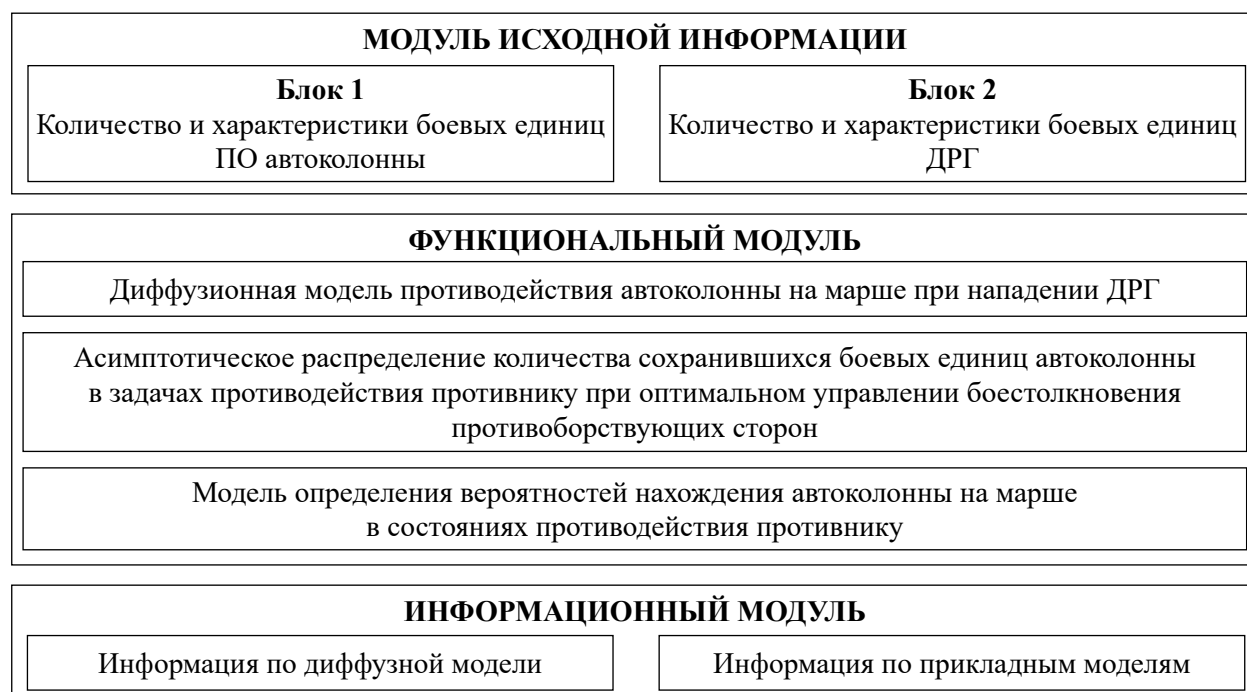 МОДУЛЬ ИСХОДНОЙ ИНФОРМАЦИИ
Блок 1
Количество и характеристики боевых единиц
ПО автоколонны
Блок 2
Количество и характеристики боевых единиц
ДРГ
ФУНКЦИОНАЛЬНЫЙ МОДУЛЬ
Диффузионная модель противодействия автоколонны на марше при нападении ДРГ
Асимптотическое распределение количества сохранившихся боевых единиц автоколонны
в задачах противодействия противнику при оптимальном управлении боестолкновения
противоборствующих сторон
Модель определения вероятностей нахождения автоколонны на марше
в состояниях противодействия противнику
ИНФОРМАЦИОННЫЙ МОДУЛЬ
Информация по диффузной модели
Информация по прикладным моделям